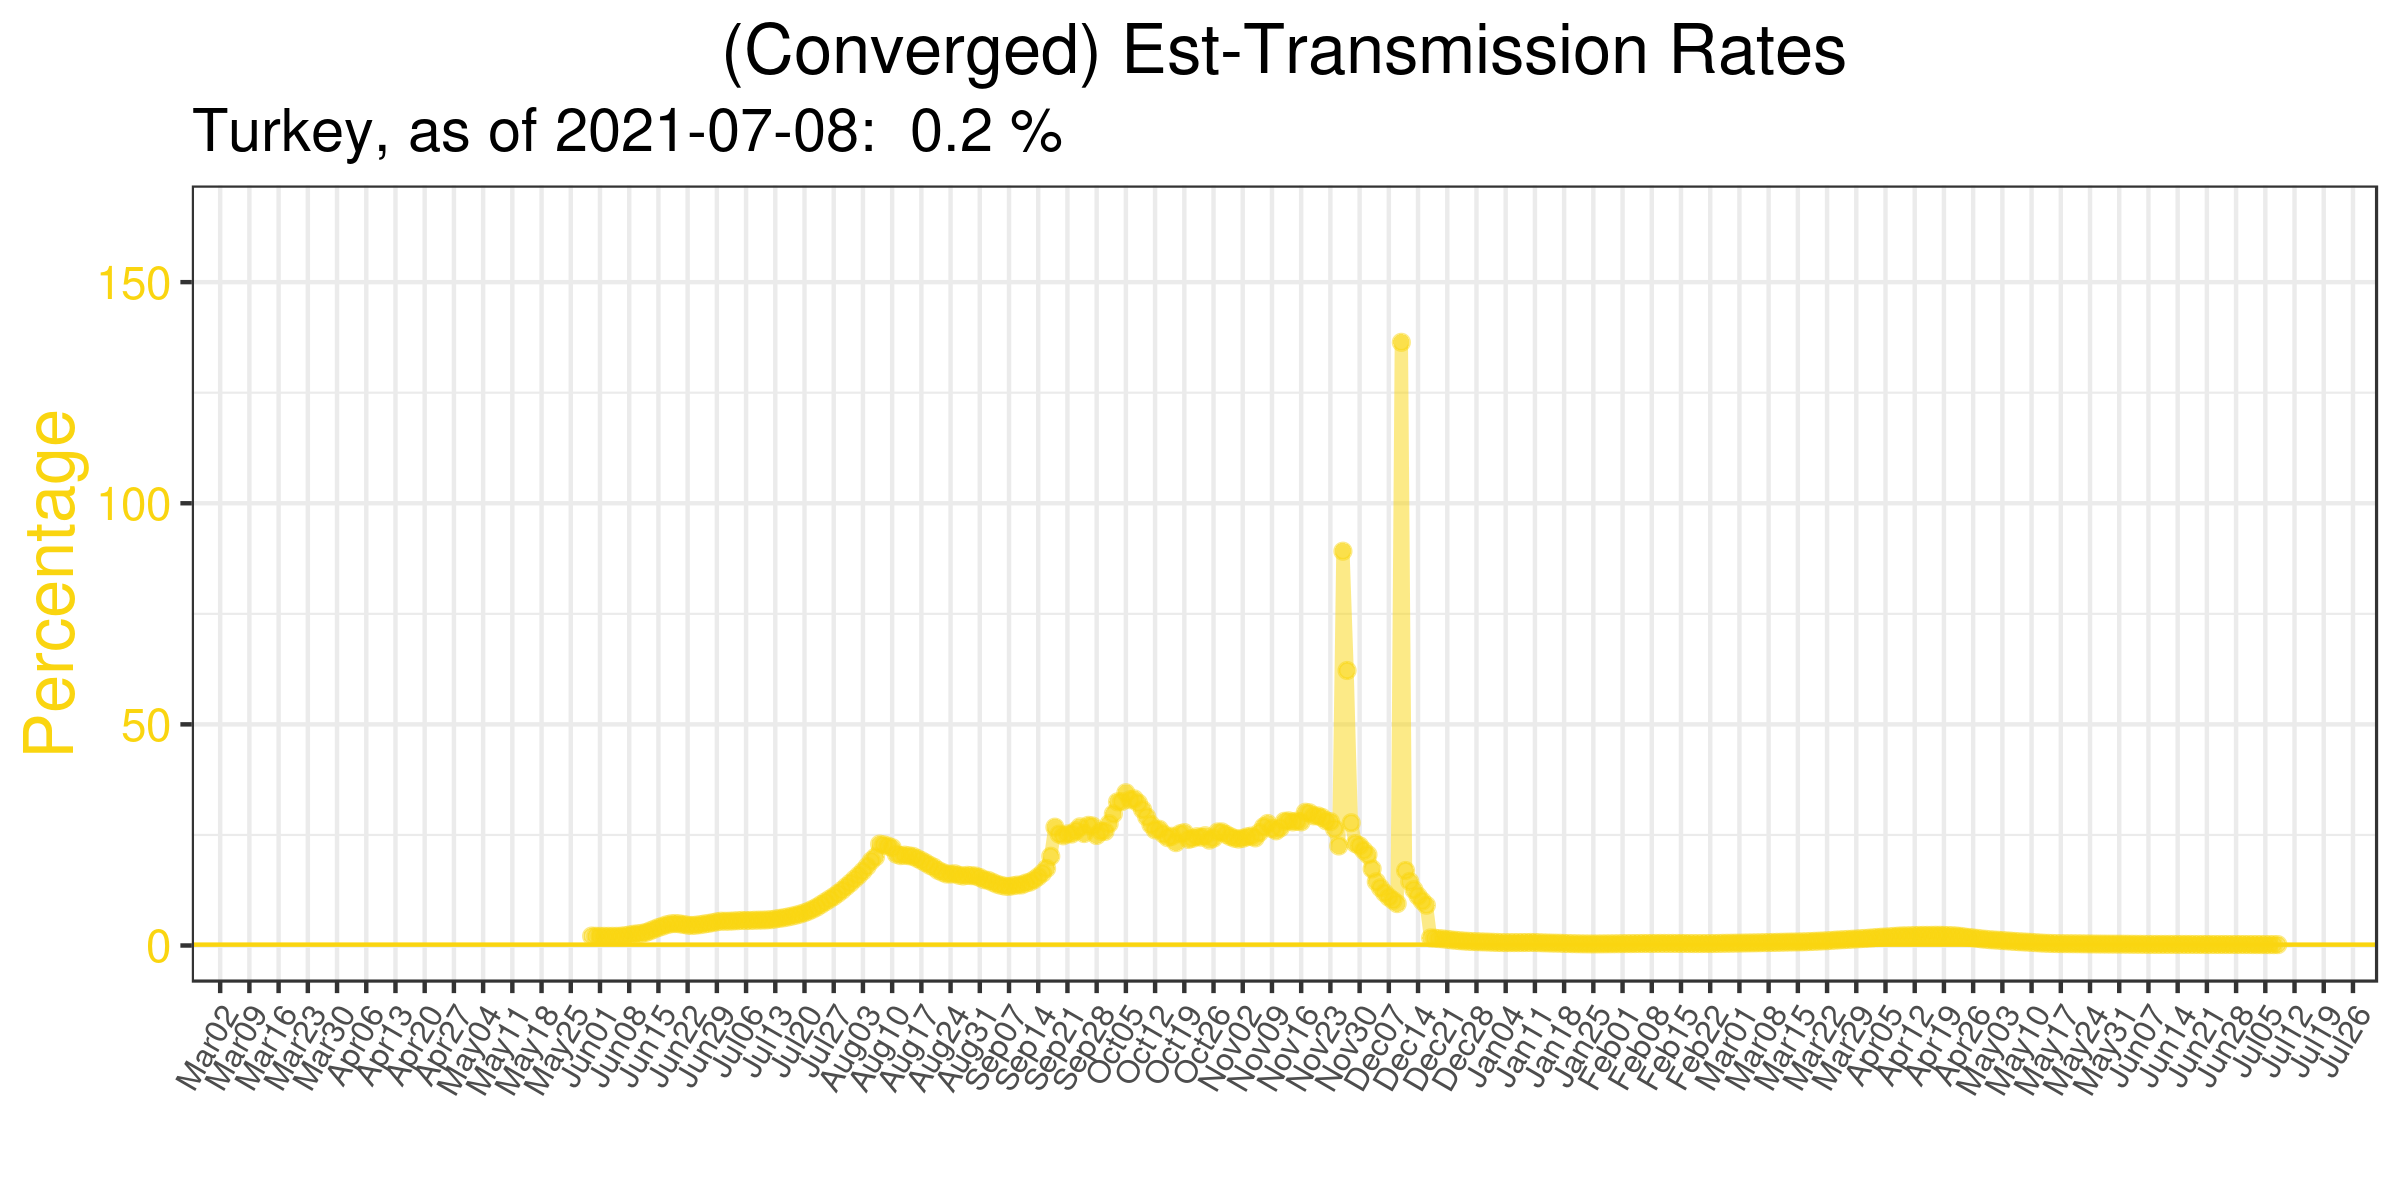 (Converged) Est-Transmission Rates
Turkey, as of 2021-07-08:  0.2 %
Percentage
150
100
50
0
Mar02
Mar09
Mar16
Mar23
Mar30
Apr06
Apr13
Apr20
Apr27
May04
May11
May18
May25
Jun01
Jun08
Jun15
Jun22
Jun29
Jul06
Jul13
Jul20
Jul27
Aug03
Aug10
Aug17
Aug24
Aug31
Sep07
Sep14
Sep21
Sep28
Oct05
Oct12
Oct19
Oct26
Nov02
Nov09
Nov16
Nov23
Nov30
Dec07
Dec14
Dec21
Dec28
Jan04
Jan11
Jan18
Jan25
Feb01
Feb08
Feb15
Feb22
Mar01
Mar08
Mar15
Mar22
Mar29
Apr05
Apr12
Apr19
Apr26
May03
May10
May17
May24
May31
Jun07
Jun14
Jun21
Jun28
Jul05
Jul12
Jul19
Jul26